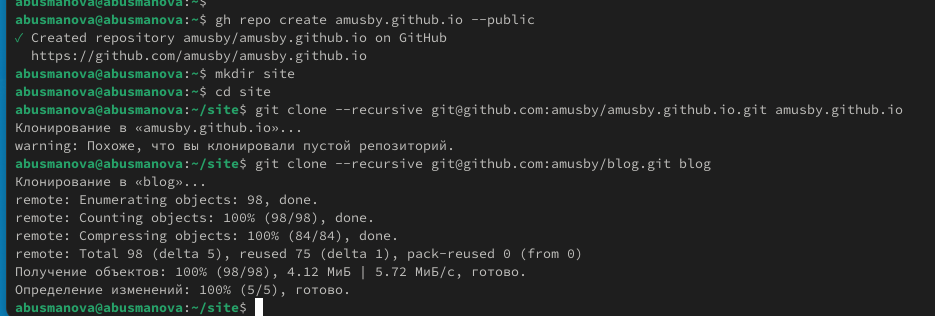 abusmanova@abusmanova:~$
abusmanova@abusmanova:~$ gh repo create amusby.github.io --public
✓ Created repository amusby/amusby.github.io on GitHub
  https://github.com/amusby/amusby.github.io
abusmanova@abusmanova:~$ mkdir site
abusmanova@abusmanova:~$ cd site
abusmanova@abusmanova:~/site$ git clone --recursive git@github.com:amusby/amusby.github.io.git amusby.github.io
Клонирование в «amusby.github.io»...
warning: Похоже, что вы клонировали пустой репозиторий.
abusmanova@abusmanova:~/site$ git clone --recursive git@github.com:amusby/blog.git blog
Клонирование в «blog»...
remote: Enumerating objects: 98, done.
remote: Counting objects: 100% (98/98), done.
remote: Compressing objects: 100% (84/84), done.
remote: Total 98 (delta 5), reused 75 (delta 1), pack-reused 0 (from 0)
Получение объектов: 100% (98/98), 4.12 МиБ | 5.72 МиБ/с, готово.
Определение изменений: 100% (5/5), готово.
abusmanova@abusmanova:~/site$